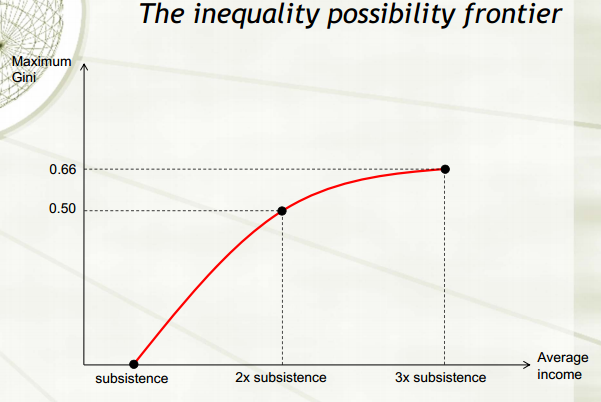 The inequality possibility frontier
Maximum
Gini
0.66
0.50
Average
income
subsistence
2x subsistence
3x subsistence